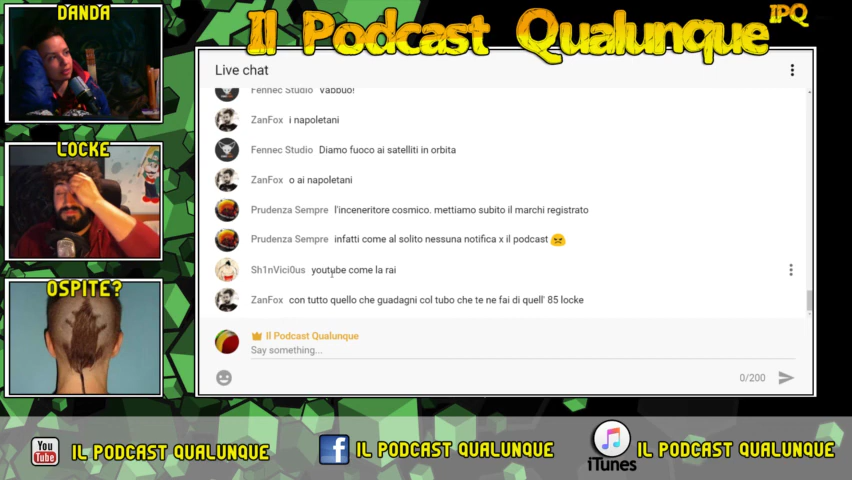 DANDA
Il Podcast Qualunque
IPQ
Live chat
Fennec Studio Vabbuo!
ZanFox i napoletani
Fennec Studio Diamo fuoco ai satelliti in orbita
ZanFox o ai napoletani
Prudenza Sempre l'inceneritore cosmico. mettiamo subito il marchi registrato
Prudenza Sempre infatti come al solito nessuna notifica x il podcast
Sh1nVici0us youtube come la rai
ZanFox con tutto quello che guadagni col tubo che te ne fai di quell' 85 locke
Il Podcast Qualunque
Say something...
0/200
LOCKE
OSPITE?
You
Tube
IL PODCAST QUALUNQUE
f
IL PODCAST QUALUNQUE
iTunes
IL PODCAST QUALUNQUE